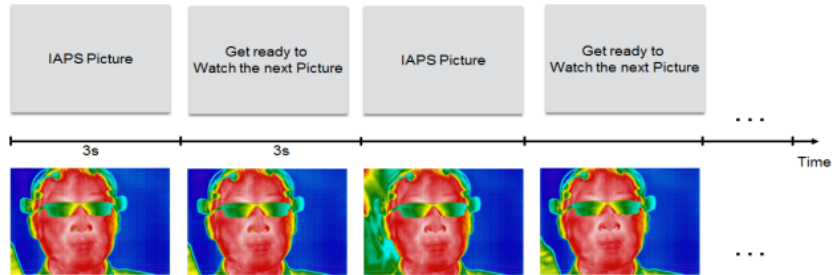 IAPS Picture
Get ready to
Watch the next Picture
IAPS Picture
Get ready to
Watch the next Picture
...
3s
3s
Time
...